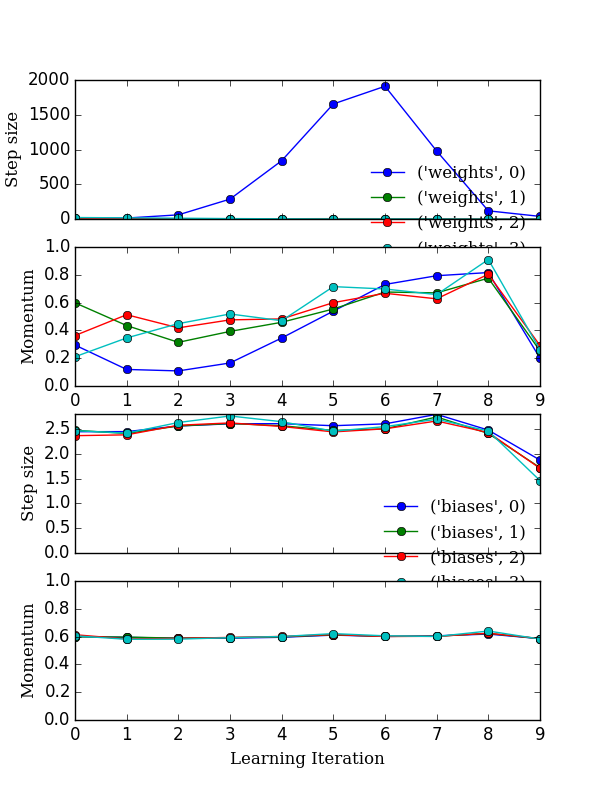 2000
1500
1000
500
0
Step size
('weights', 0)
('weights', 1)
('weights', 2)
('weights', 3)
1.0
0.8
0.6
0.4
0.2
0.0
Momentum
0 1 2 3 4 5 6 7 8 9
2.5
2.0
1.5
1.0
0.5
0.0
Step size
('biases', 0)
('biases', 1)
('biases', 2)
('biases', 3)
1.0
0.8
0.6
0.4
0.2
0.0
Momentum
0 1 2 3 4 5 6 7 8 9
Learning Iteration